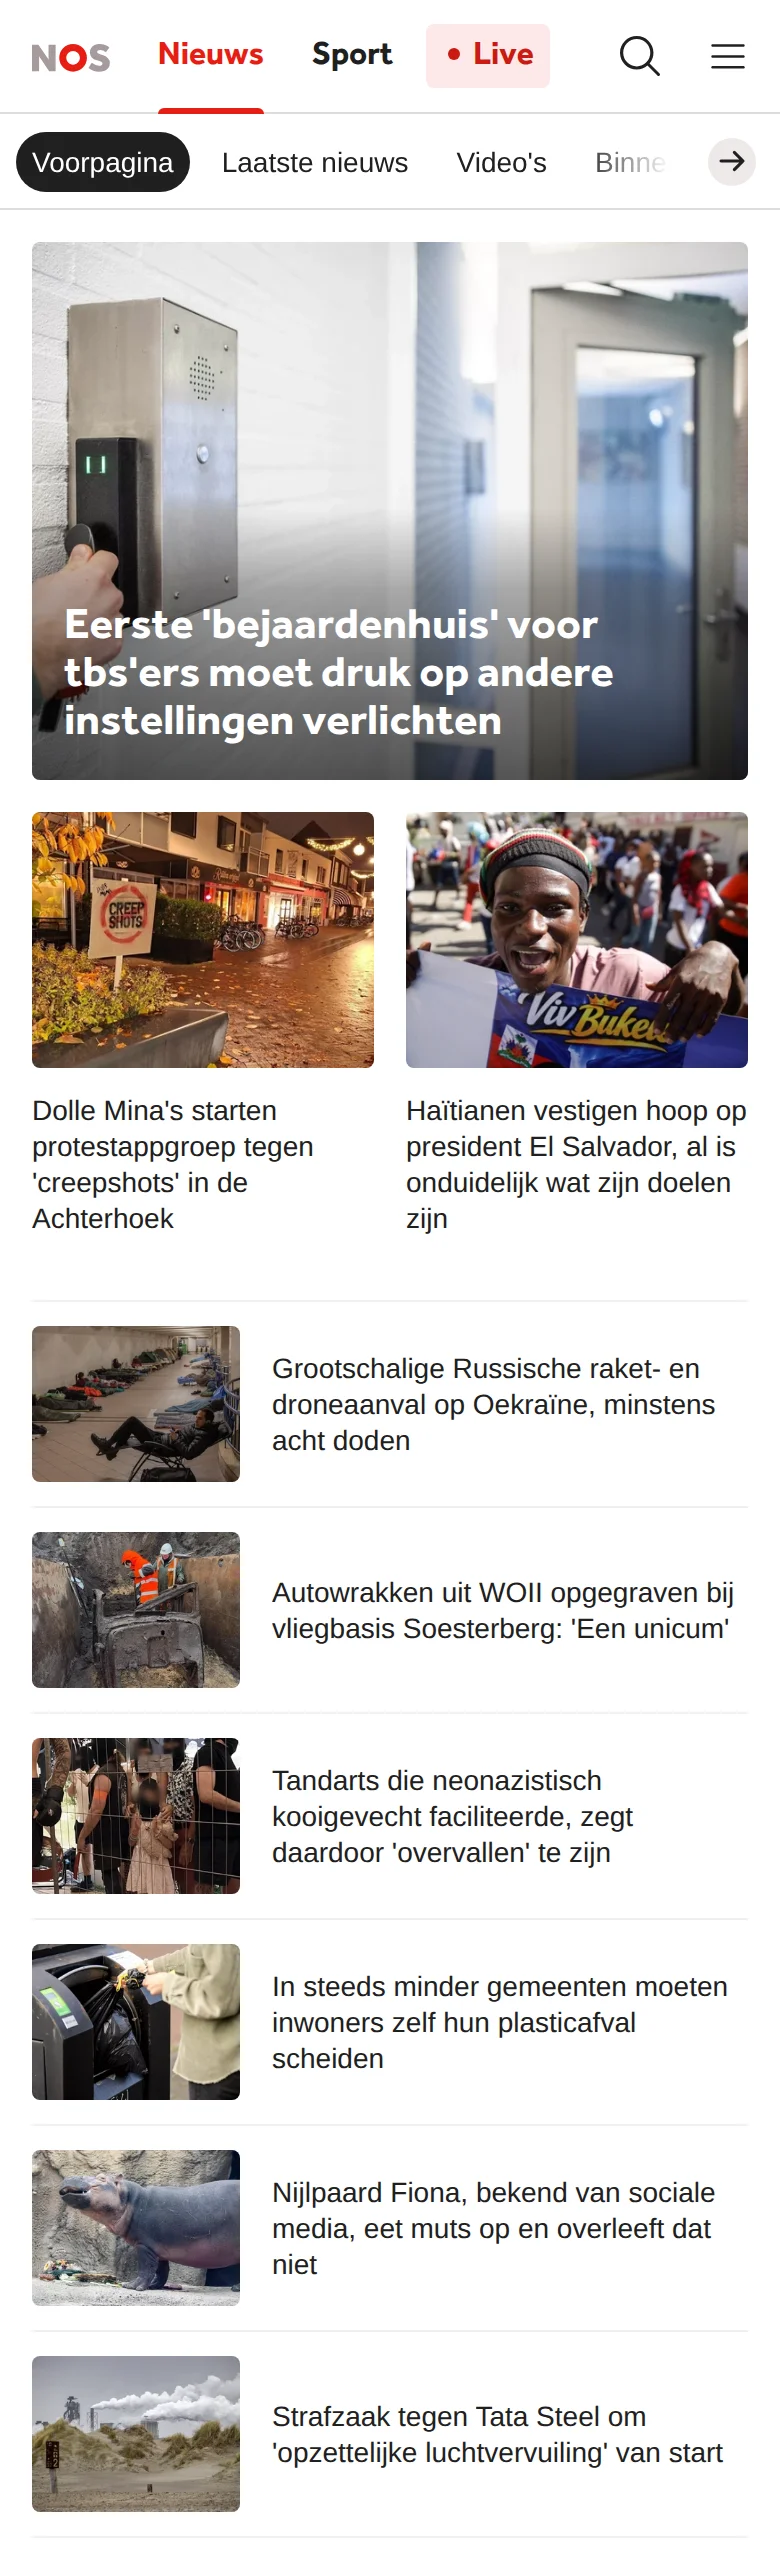 NOS
Nieuws
Sport
Live
Voorpagina
Laatste nieuws
Video's
Binne
Eerste 'bejaardenhuis' voor
tbs'ers moet druk op andere
instellingen verlichten
CREEP
SHOTS
Viv Bukele
Dolle Mina's starten
protestappgroep tegen
'creepshots' in de
Achterhoek
Haïtianen vestigen hoop op
president El Salvador, al is
onduidelijk wat zijn doelen
zijn
Grootschalige Russische raket- en
droneaanval op Oekraïne, minstens
acht doden
Autowrakken uit WOII opgegraven bij
vliegbasis Soesterberg: 'Een unicum'
Tandarts die neonazistisch
kooigevecht faciliteerde, zegt
daardoor 'overvallen' te zijn
In steeds minder gemeenten moeten
inwoners zelf hun plasticafval
scheiden
Nijlpaard Fiona, bekend van sociale
media, eet muts op en overleeft dat
niet
Strafzaak tegen Tata Steel om
'opzettelijke luchtvervuiling' van start